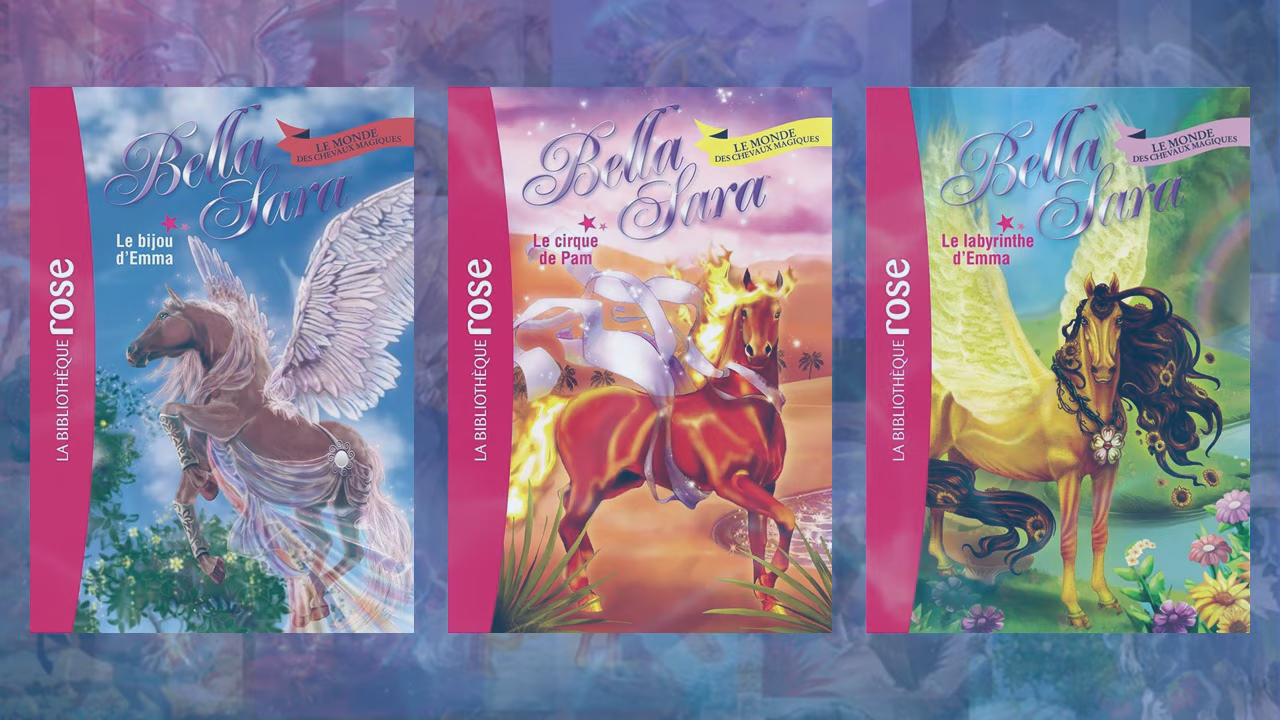 Bella
Sara
LE MONDE
DES CHEVAUX MAGIQUES
Le bijou
d'Emma
LA BIBLIOTHÈQUE rose
Bella
Sara
LE MONDE
DES CHEVAUX MAGIQUES
Le cirque
de Pam
LA BIBLIOTHÈQUE rose
Bella
Sara
LE MONDE
DES CHEVAUX MAGIQUES
Le labyrinthe
d'Emma
LA BIBLIOTHÈQUE rose